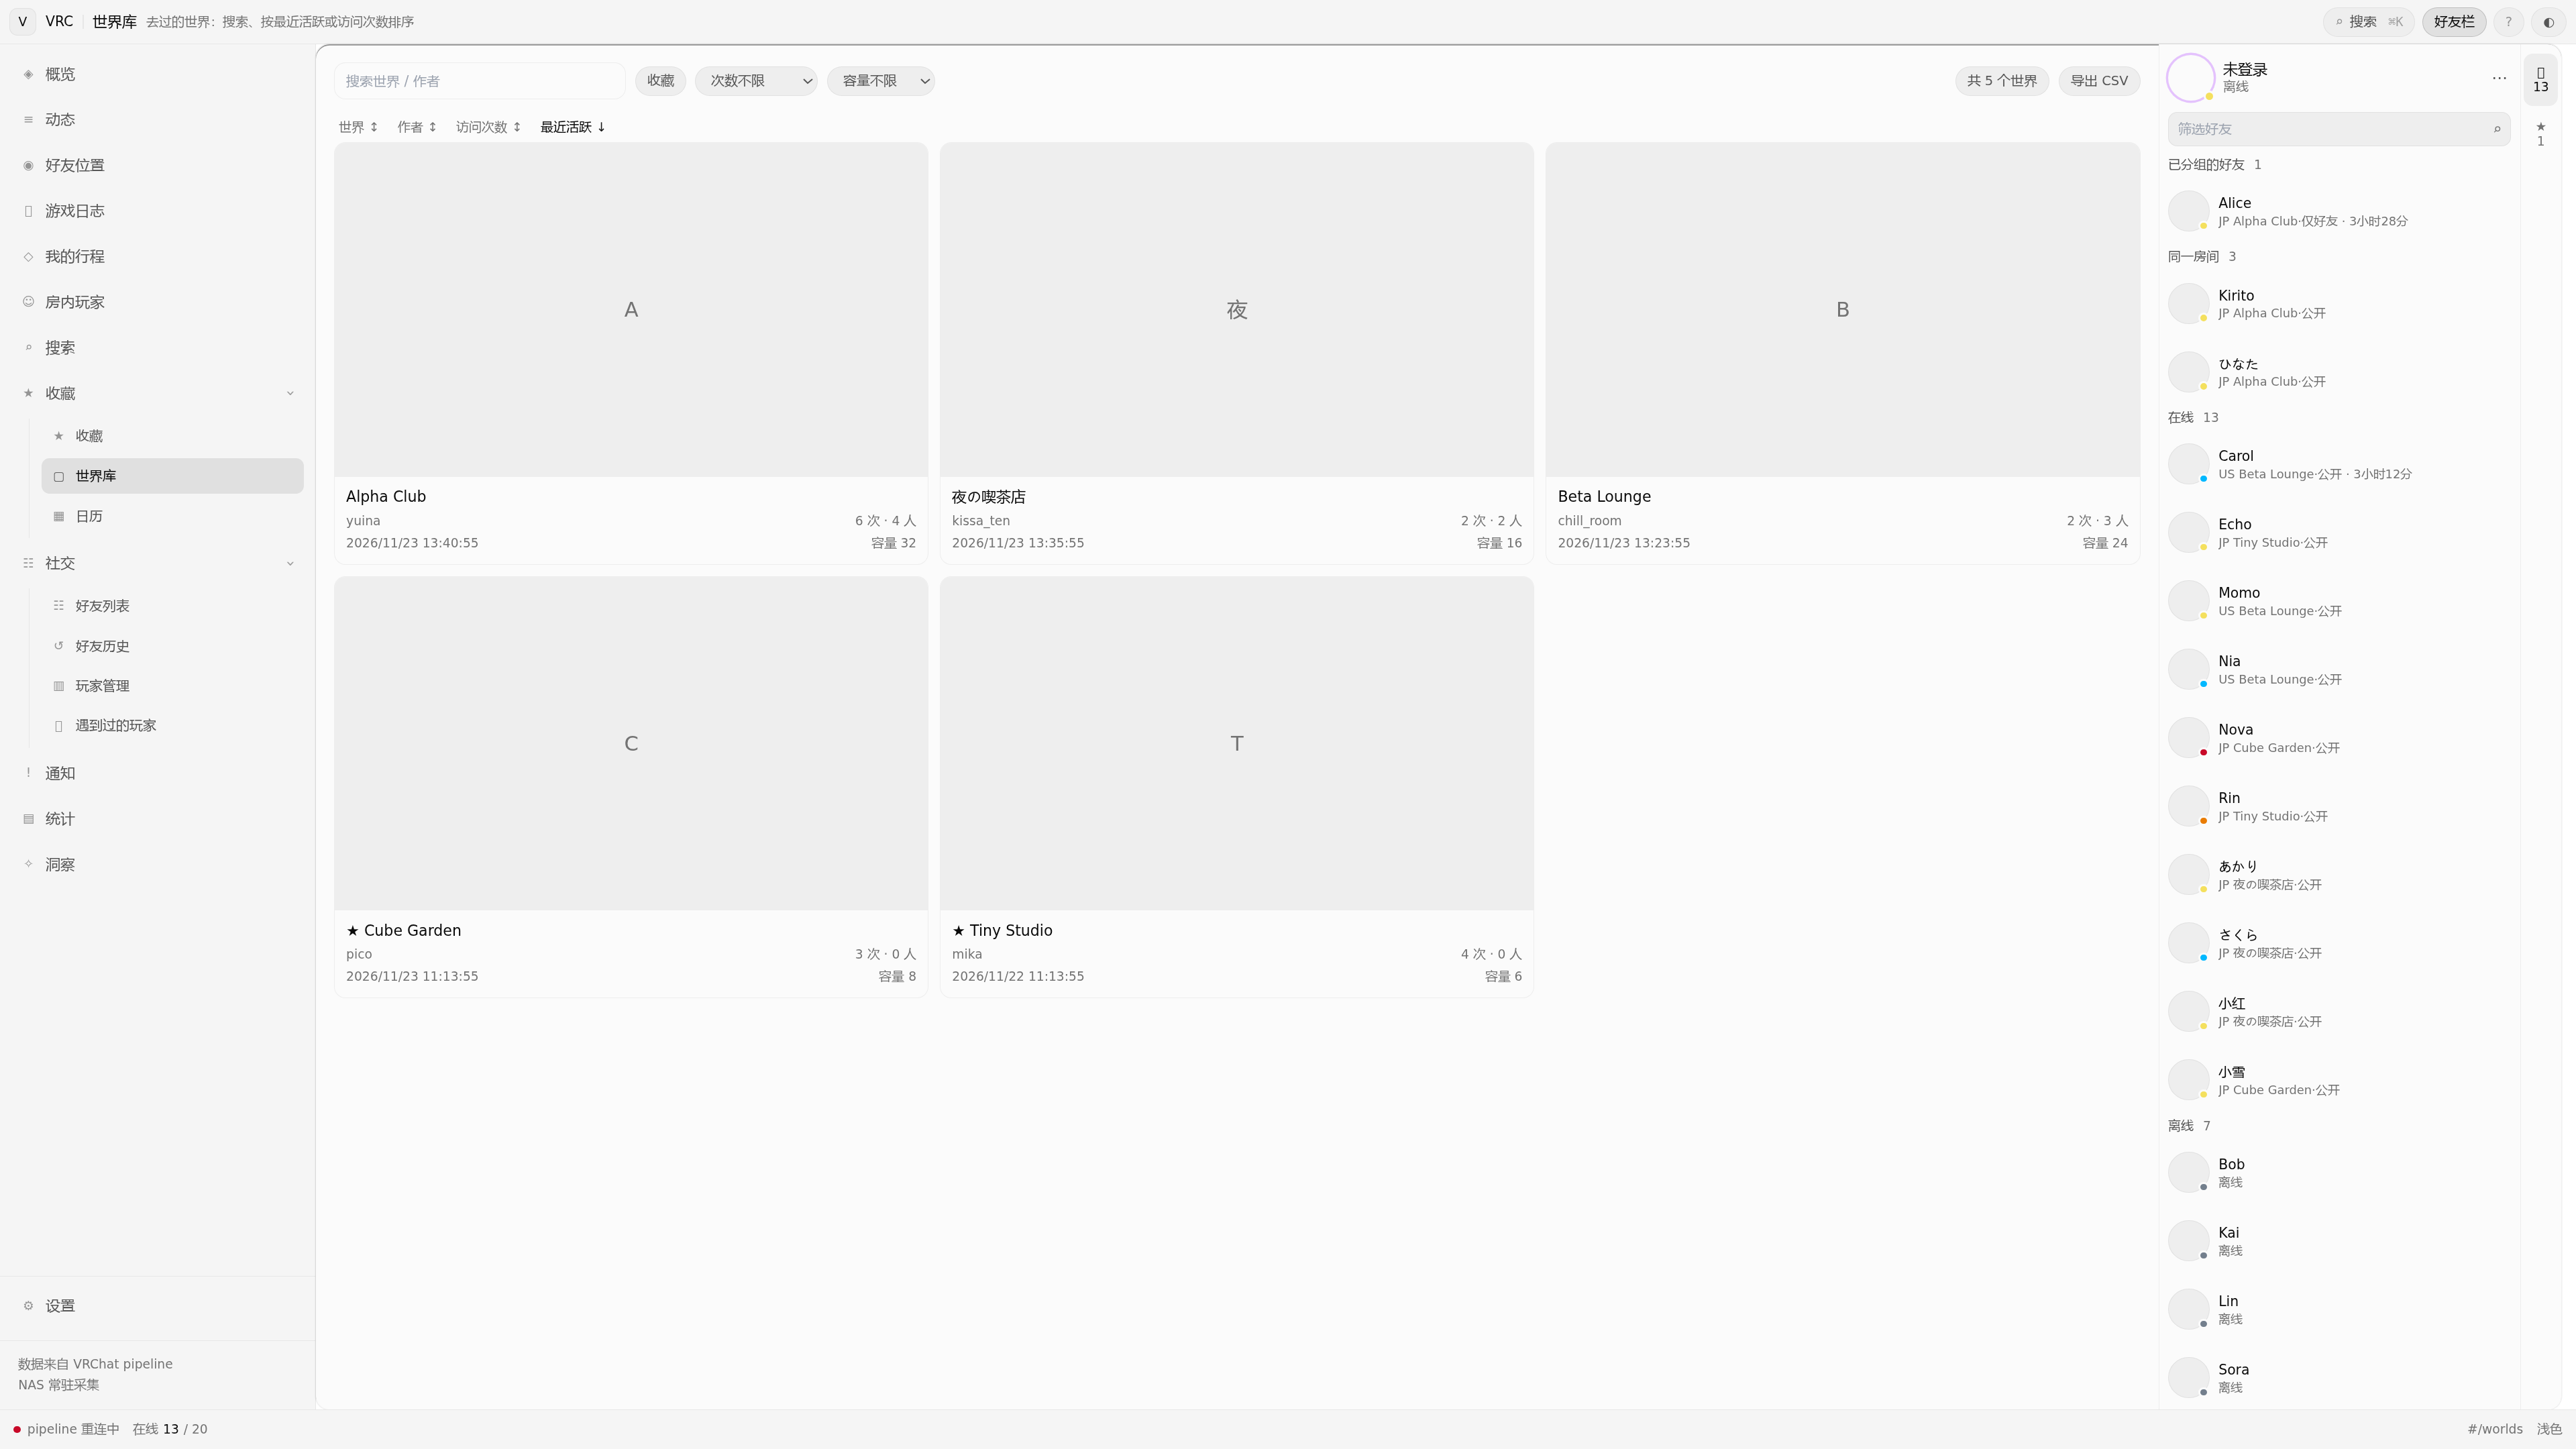 V VRC 世界库 去过的世界：搜索、按最近活跃或访问次数排序
搜索 ⌘K 好友栏 ?
概览
动态
好友位置
游戏日志
我的行程
房内玩家
搜索
收藏
收藏
世界库
日历
社交
好友列表
好友历史
玩家管理
遇到过的玩家
通知
统计
洞察
设置
数据来自 VRChat pipeline
NAS 常驻采集
搜索世界 / 作者 收藏 次数不限 容量不限 共 5 个世界 导出 CSV
世界 ↕ 作者 ↕ 访问次数 ↕ 最近活跃 ↓
A
Alpha Club
yuina 6 次 · 4 人
2026/11/23 13:40:55 容量 32
夜
夜の喫茶店
kissa_ten 2 次 · 2 人
2026/11/23 13:35:55 容量 16
B
Beta Lounge
chill_room 2 次 · 3 人
2026/11/23 13:23:55 容量 24
C
★ Cube Garden
pico 3 次 · 0 人
2026/11/23 11:13:55 容量 8
T
★ Tiny Studio
mika 4 次 · 0 人
2026/11/22 11:13:55 容量 6
未登录
离线
…
13
★
1
筛选好友
已分组的好友 1
Alice
JP Alpha Club·仅好友 · 3小时28分
同一房间 3
Kirito
JP Alpha Club·公开
ひなた
JP Alpha Club·公开
在线 13
Carol
US Beta Lounge·公开 · 3小时12分
Echo
JP Tiny Studio·公开
Momo
US Beta Lounge·公开
Nia
US Beta Lounge·公开
Nova
JP Cube Garden·公开
Rin
JP Tiny Studio·公开
あかり
JP 夜の喫茶店·公开
さくら
JP 夜の喫茶店·公开
小红
JP 夜の喫茶店·公开
小雪
JP Cube Garden·公开
离线 7
Bob
离线
Kai
离线
Lin
离线
Sora
离线
pipeline 重连中 在线 13 / 20
#/worlds 浅色